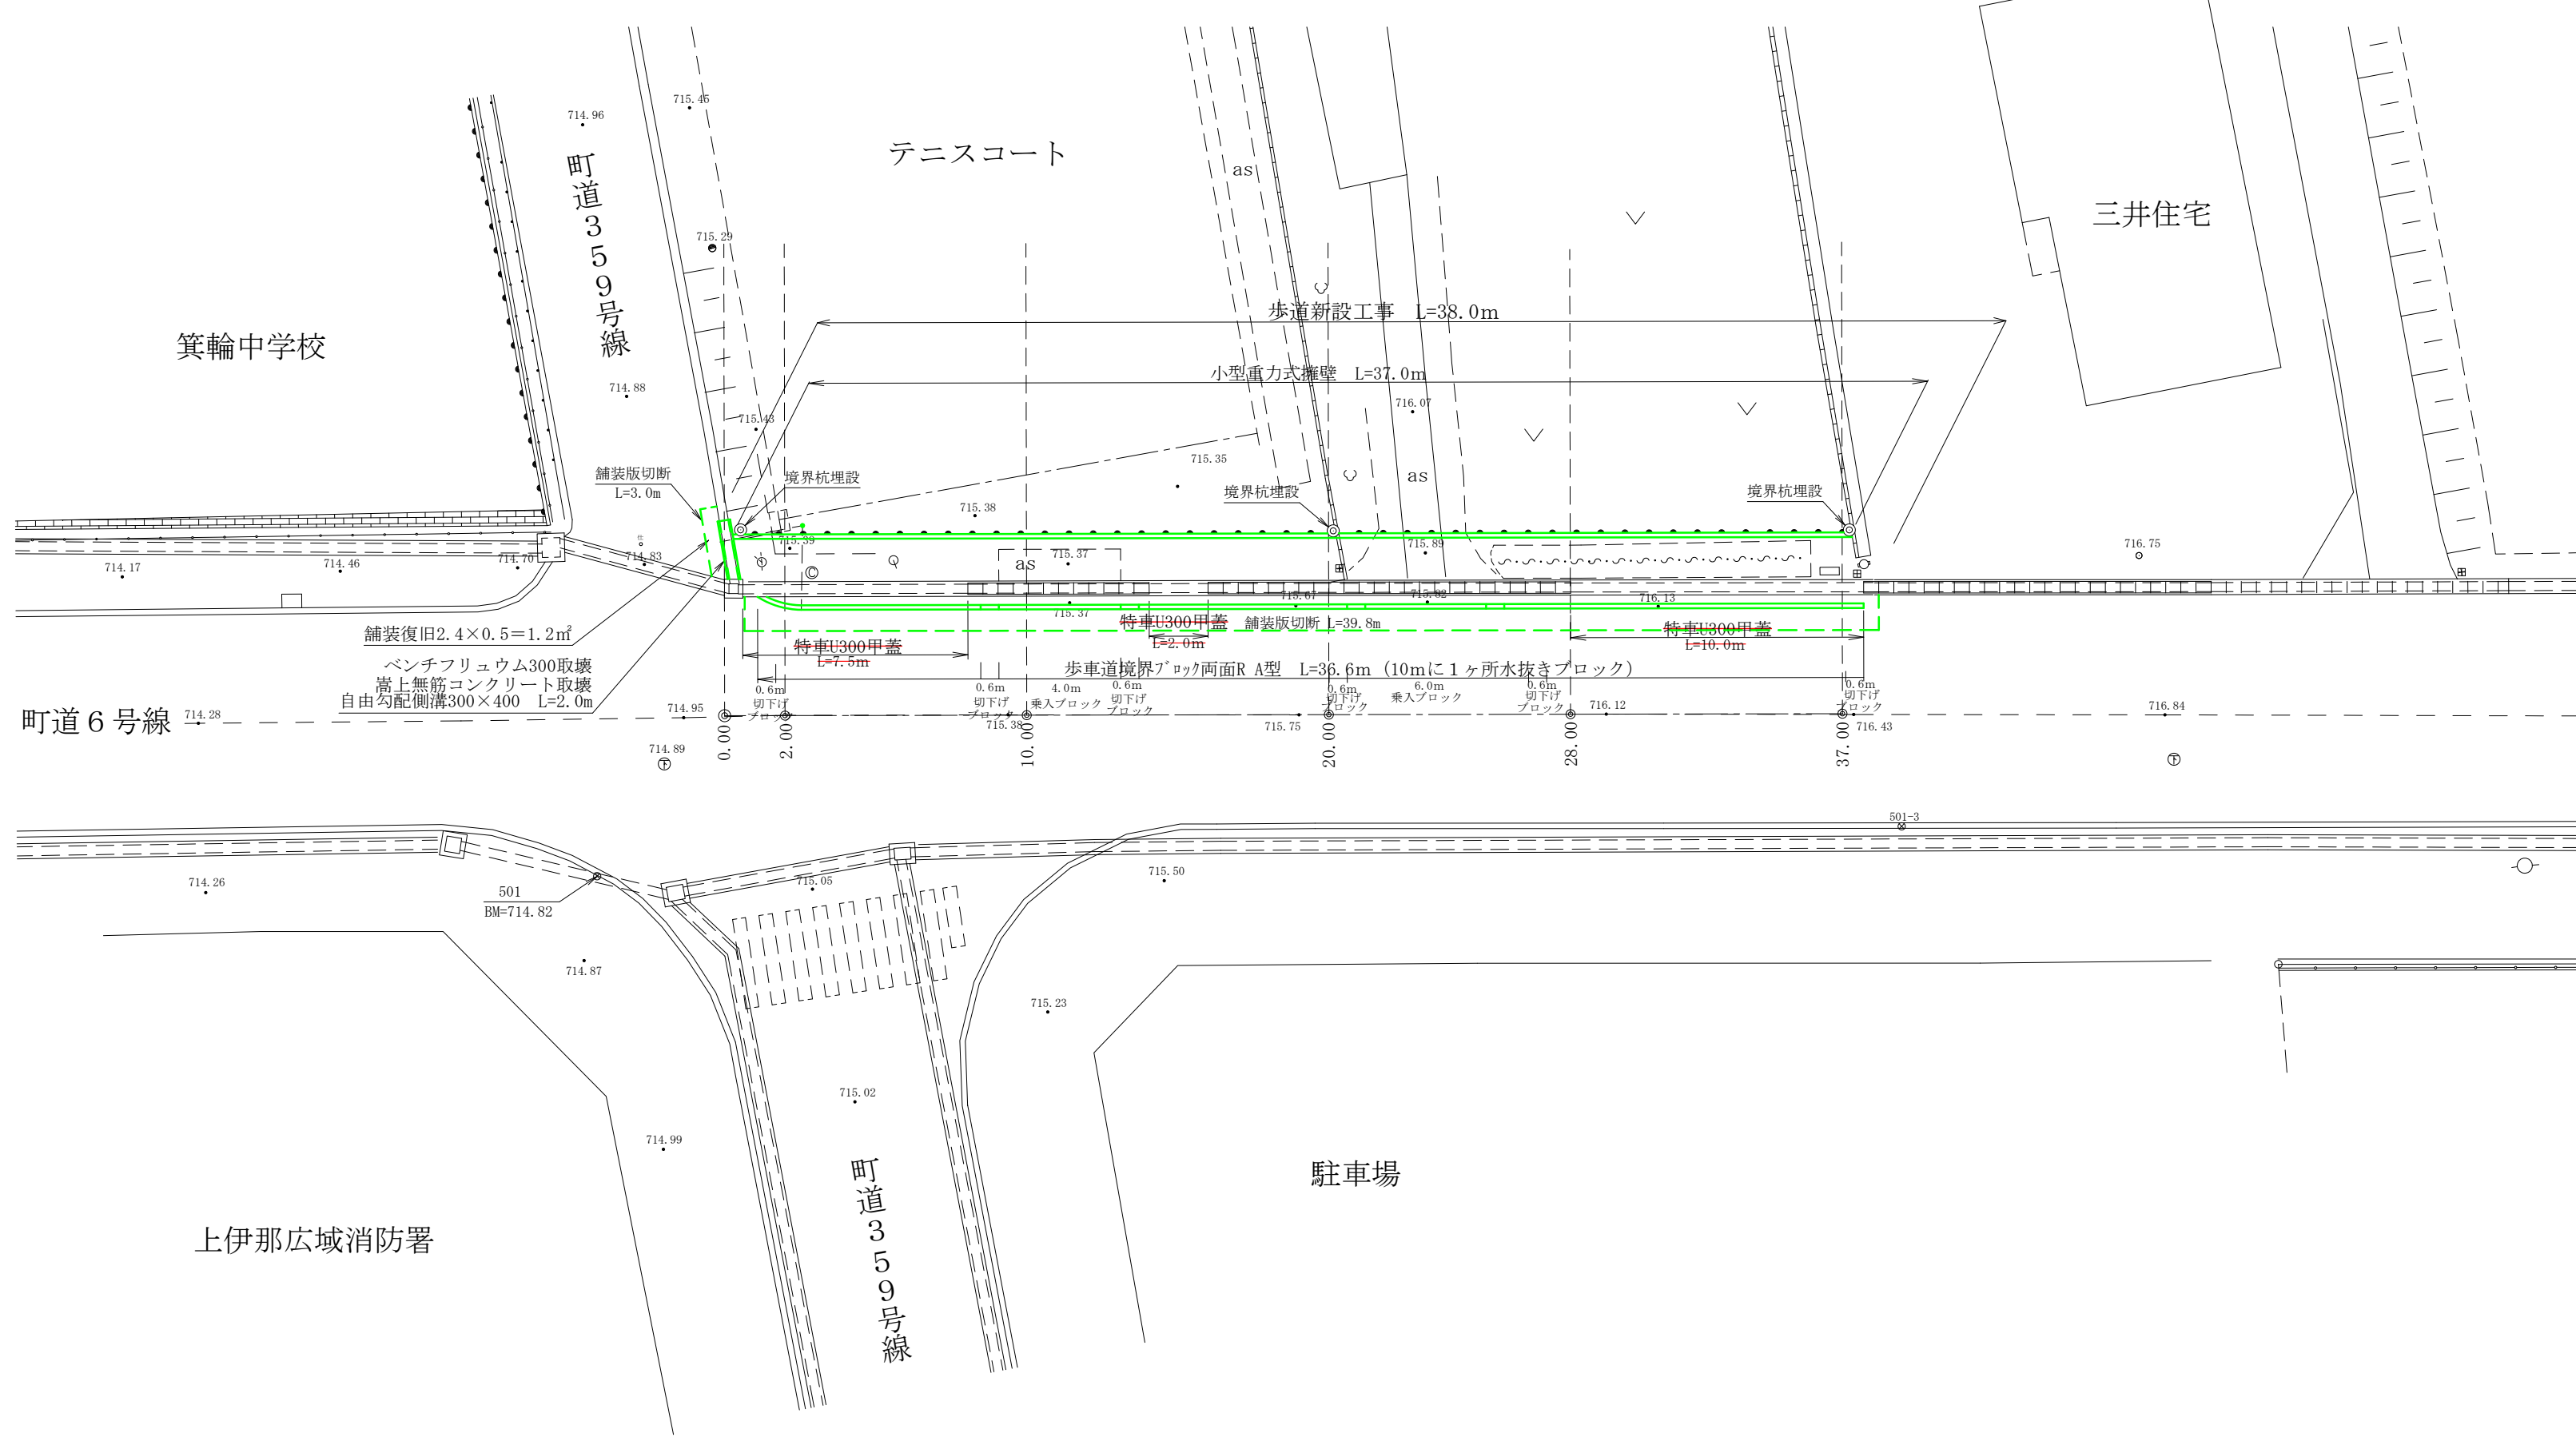 714.96
715.45
町道359号線
テニスコート
as
三井住宅
715.29
歩道新設工事　L=38.0m
箕輪中学校
小型重力式擁壁　L=37.0m
714.88
715.43
716.07
715.35
舗装版切断
L=3.0m
境界杭埋設
境界杭埋設
境界杭埋設
as
715.38
715.39
715.89
716.75
714.17
714.46
714.70
714.83
as
715.37
C
715.37
715.67
715.82
716.13
特車U300甲蓋
L=2.0m
舗装版切断 L=39.8m
特車U300甲蓋
L=10.0m
特車U300甲蓋
L=7.5m
舗装復旧2.4×0.5＝1.2㎡
ベンチフリュウム300取壊
嵩上無筋コンクリート取壊
自由勾配側溝300×400　L=2.0m
歩車道境界ﾌﾞﾛｯｸ両面R A型　L=36.6m（10mに１ヶ所水抜きブロック）
0.6m
切下げ
ブロック
0.6m
切下げ
ブロック
4.0m
乗入ブロック
0.6m
切下げ
ブロック
0.6m
切下げ
ブロック
6.0m
乗入ブロック
0.6m
切下げ
ブロック
0.6m
切下げ
ブロック
町道６号線
714.28
714.95
715.38
715.75
716.12
716.43
716.84
0.00
2.00
10.00
20.00
28.00
37.00
714.89
下
下
501-3
714.26
501
BM=714.82
715.05
715.50
714.87
715.23
715.02
714.99
町道359号線
駐車場
上伊那広域消防署